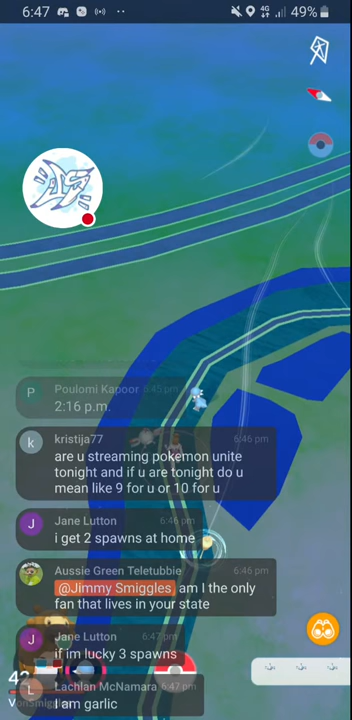 6:47
4G
49%
P
Poulomi Kapoor 6:45 pm
2:16 p.m.
k
kristija77 6:46 pm
are u streaming pokemon unite
tonight and if u are tonight do u
mean like 9 for u or 10 for u
J
Jane Lutton 6:46 pm
i get 2 spawns at home
Aussie Green Teletubbie 6:46 pm
@Jimmy Smiggles am I the only
fan that lives in your state
J
Jane Lutton 6:47 pm
if im lucky 3 spawns
42
L
Lachlan McNamara 6:47 pm
I am garlic